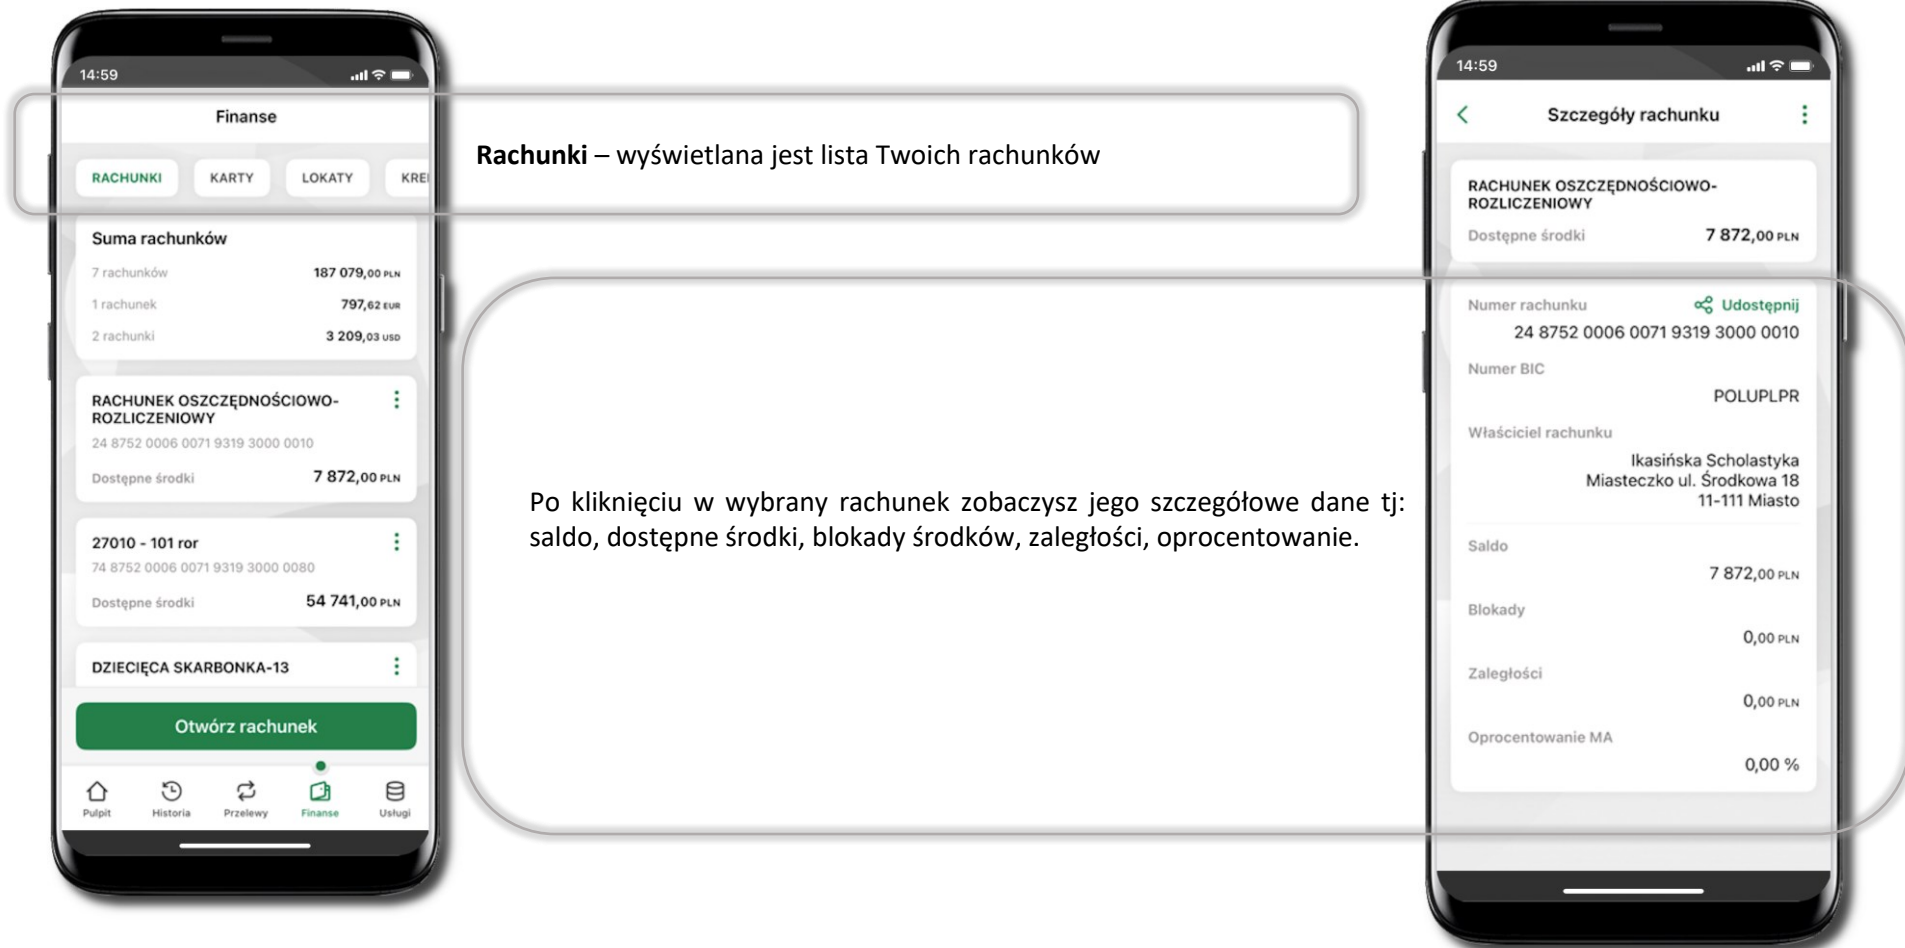 14:59
Finanse
RACHUNKI KARTY LOKATY KRE
Suma rachunków
7 rachunków 187 079,00 PLN
1 rachunek 797,62 EUR
2 rachunki 3 209,03 USD
RACHUNEK OSZCZĘDNOŚCIOWO-
ROZLICZENIOWY
24 8752 0006 0071 9319 3000 0010
Dostępne środki 7 872,00 PLN
27010 - 101 ror
74 8752 0006 0071 9319 3000 0080
Dostępne środki 54 741,00 PLN
DZIECIĘCA SKARBONKA-13
Otwórz rachunek
Pulpit Historia Przelewy Finanse Usługi
Rachunki – wyświetlana jest lista Twoich rachunków
Po kliknięciu w wybrany rachunek zobaczysz jego szczegółowe dane tj:
saldo, dostępne środki, blokady środków, zaległości, oprocentowanie.
14:59
Szczegóły rachunku
RACHUNEK OSZCZĘDNOŚCIOWO-
ROZLICZENIOWY
Dostępne środki 7 872,00 PLN
Numer rachunku Udostępnij
24 8752 0006 0071 9319 3000 0010
Numer BIC
POLUPLPR
Właściciel rachunku
Ikasińska Scholastyka
Miasteczko ul. Środkowa 18
11-111 Miasto
Saldo
7 872,00 PLN
Blokady
0,00 PLN
Zaległości
0,00 PLN
Oprocentowanie MA
0,00 %